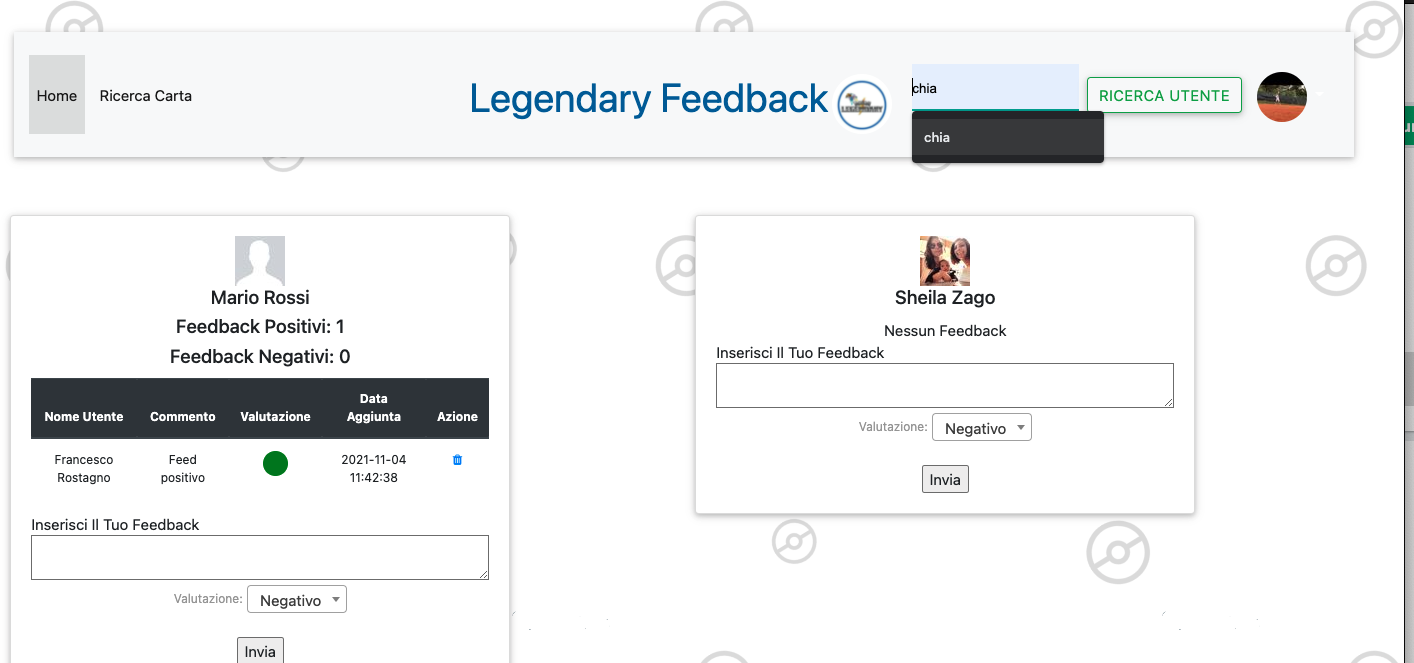 Home
Ricerca Carta
Legendary Feedback
chia
RICERCA UTENTE
chia
Mario Rossi
Feedback Positivi: 1
Feedback Negativi: 0
Nome Utente Commento Valutazione Data Aggiunta Azione
Francesco Rostagno Feed positivo 2021-11-04 11:42:38
Inserisci Il Tuo Feedback
Valutazione: Negativo
Invia
Sheila Zago
Nessun Feedback
Inserisci Il Tuo Feedback
Valutazione: Negativo
Invia